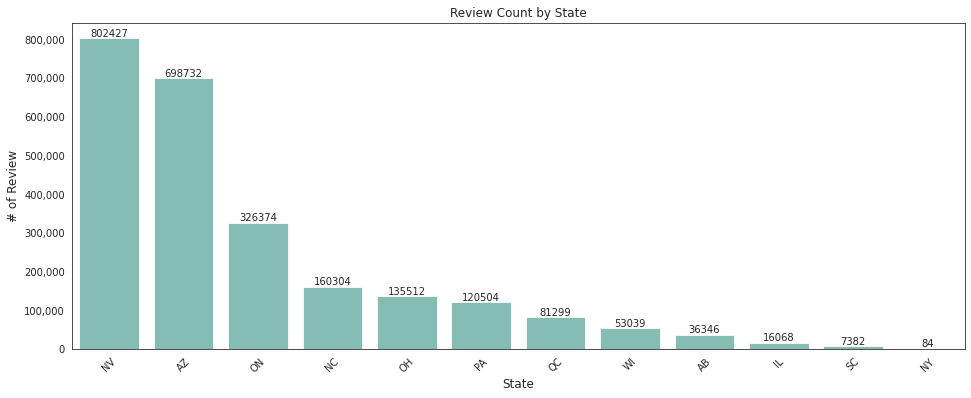 Review Count by State
# of Review
800,000
700,000
600,000
500,000
400,000
300,000
200,000
100,000
0
802427
698732
326374
160304
135512
120504
81299
53039
36346
16068
7382
84
NV
AZ
ON
NC
OH
PA
QC
WI
AB
IL
SC
NY
State